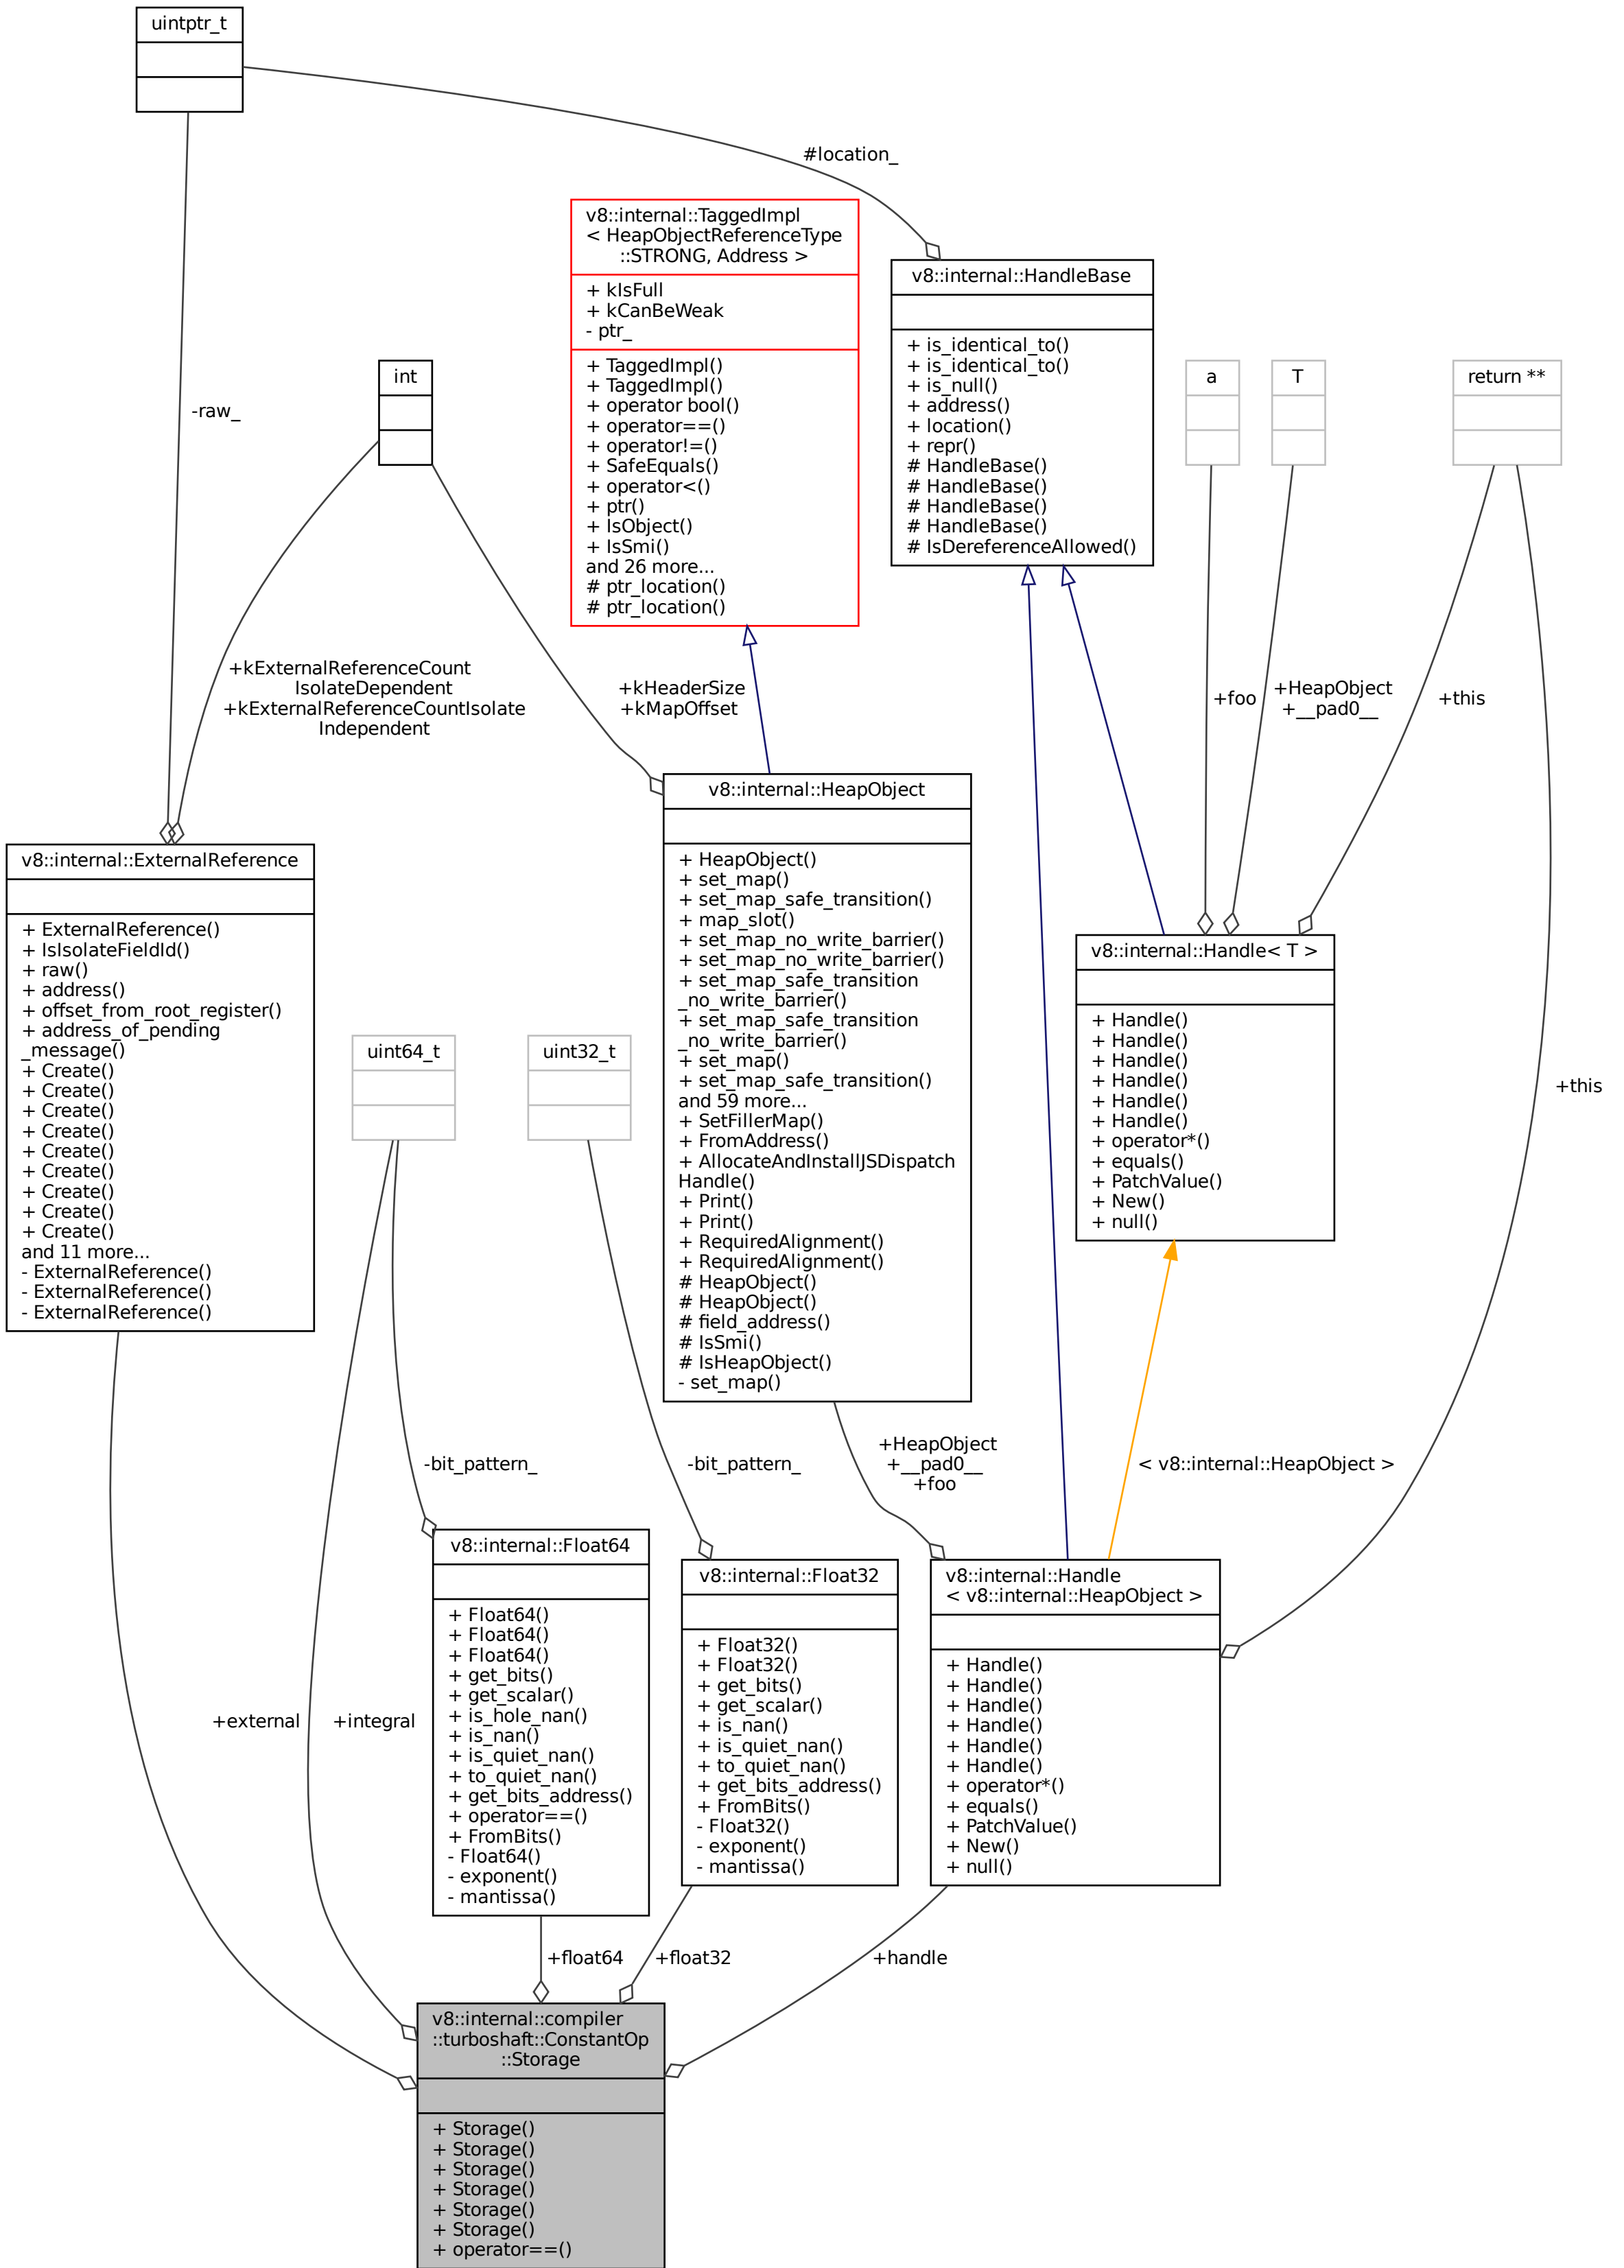 uintptr_t
#location_
v8::internal::TaggedImpl
< HeapObjectReferenceType
::STRONG, Address >
+ kIsFull
+ kCanBeWeak
- ptr_
+ TaggedImpl()
+ TaggedImpl()
+ operator bool()
+ operator==()
+ operator!=()
+ SafeEquals()
+ operator<()
+ ptr()
+ IsObject()
+ IsSmi()
and 26 more...
# ptr_location()
# ptr_location()
v8::internal::HandleBase
+ is_identical_to()
+ is_identical_to()
+ is_null()
+ address()
+ location()
+ repr()
# HandleBase()
# HandleBase()
# HandleBase()
# HandleBase()
# IsDereferenceAllowed()
int
a
T
return **
-raw_
+kExternalReferenceCount
IsolateDependent
+kExternalReferenceCountIsolate
Independent
+kHeaderSize
+kMapOffset
+foo
+HeapObject
+__pad0__
+this
v8::internal::ExternalReference
+ ExternalReference()
+ IsIsolateFieldId()
+ raw()
+ address()
+ offset_from_root_register()
+ address_of_pending
_message()
+ Create()
+ Create()
+ Create()
+ Create()
+ Create()
+ Create()
+ Create()
+ Create()
+ Create()
and 11 more...
- ExternalReference()
- ExternalReference()
- ExternalReference()
v8::internal::HeapObject
+ HeapObject()
+ set_map()
+ set_map_safe_transition()
+ map_slot()
+ set_map_no_write_barrier()
+ set_map_no_write_barrier()
+ set_map_safe_transition
_no_write_barrier()
+ set_map_safe_transition
_no_write_barrier()
+ set_map()
+ set_map_safe_transition()
and 59 more...
+ SetFillerMap()
+ FromAddress()
+ AllocateAndInstallJSDispatch
Handle()
+ Print()
+ Print()
+ RequiredAlignment()
+ RequiredAlignment()
# HeapObject()
# HeapObject()
# field_address()
# IsSmi()
# IsHeapObject()
- set_map()
v8::internal::Handle< T >
+ Handle()
+ Handle()
+ Handle()
+ Handle()
+ Handle()
+ Handle()
+ operator*()
+ equals()
+ PatchValue()
+ New()
+ null()
uint64_t
uint32_t
+this
-bit_pattern_
-bit_pattern_
+HeapObject
+__pad0__
+foo
< v8::internal::HeapObject >
v8::internal::Float64
+ Float64()
+ Float64()
+ Float64()
+ get_bits()
+ get_scalar()
+ is_hole_nan()
+ is_nan()
+ is_quiet_nan()
+ to_quiet_nan()
+ get_bits_address()
+ operator==()
+ FromBits()
- Float64()
- exponent()
- mantissa()
v8::internal::Float32
+ Float32()
+ Float32()
+ get_bits()
+ get_scalar()
+ is_nan()
+ is_quiet_nan()
+ to_quiet_nan()
+ get_bits_address()
+ FromBits()
- Float32()
- exponent()
- mantissa()
v8::internal::Handle
< v8::internal::HeapObject >
+ Handle()
+ Handle()
+ Handle()
+ Handle()
+ Handle()
+ Handle()
+ operator*()
+ equals()
+ PatchValue()
+ New()
+ null()
+external
+integral
+float64
+float32
+handle
v8::internal::compiler
::turboshaft::ConstantOp
::Storage
+ Storage()
+ Storage()
+ Storage()
+ Storage()
+ Storage()
+ Storage()
+ operator==()